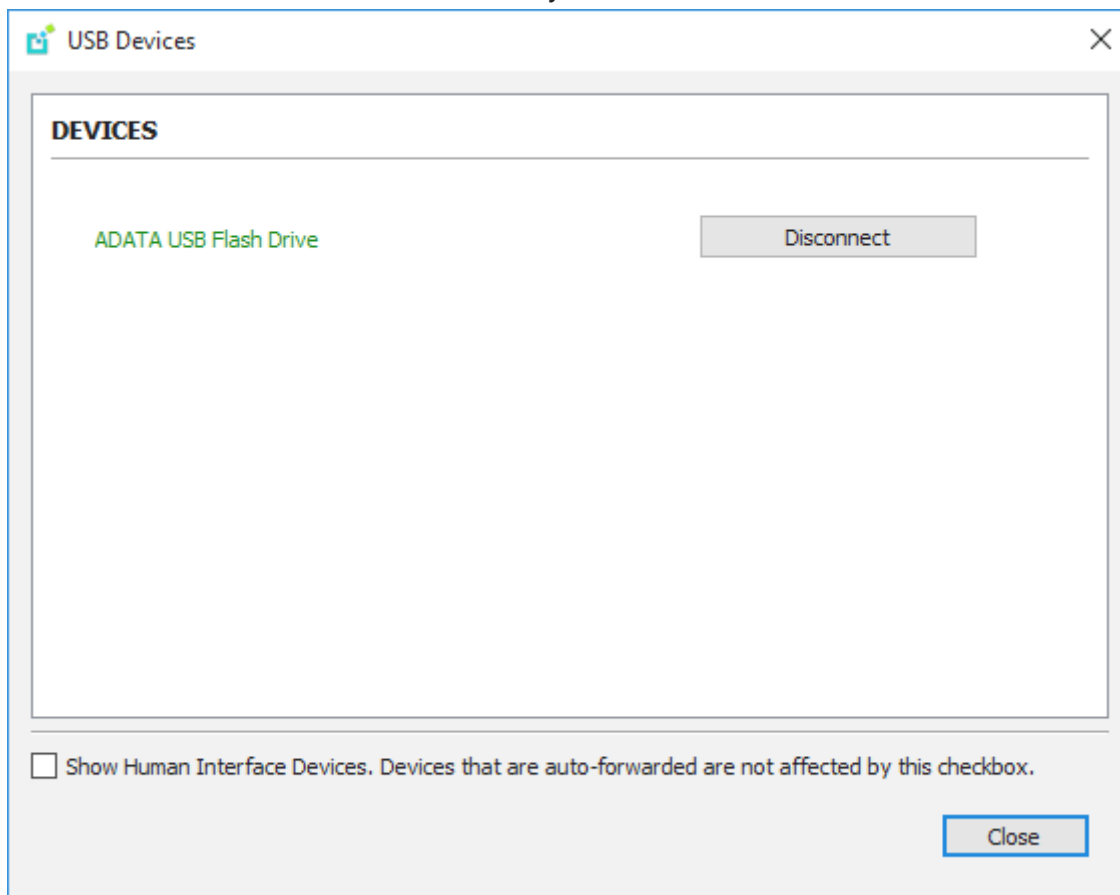 USB Devices
DEVICES
ADATA USB Flash Drive
Disconnect
Show Human Interface Devices. Devices that are auto-forwarded are not affected by this checkbox.
Close